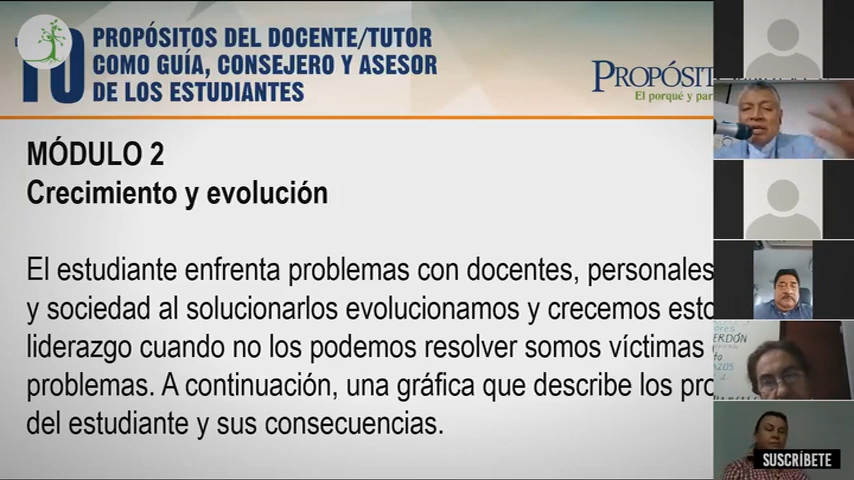 10 PROPÓSITOS DEL DOCENTE/TUTOR
COMO GUÍA, CONSEJERO Y ASESOR
DE LOS ESTUDIANTES
PROPÓSIT
El porqué y par
MÓDULO 2
Crecimiento y evolución
El estudiante enfrenta problemas con docentes, personales
y sociedad al solucionarlos evolucionamos y crecemos esto
liderazgo cuando no los podemos resolver somos víctimas
problemas. A continuación, una gráfica que describe los pro
del estudiante y sus consecuencias.
ERDÓN
SUSCRÍBETE